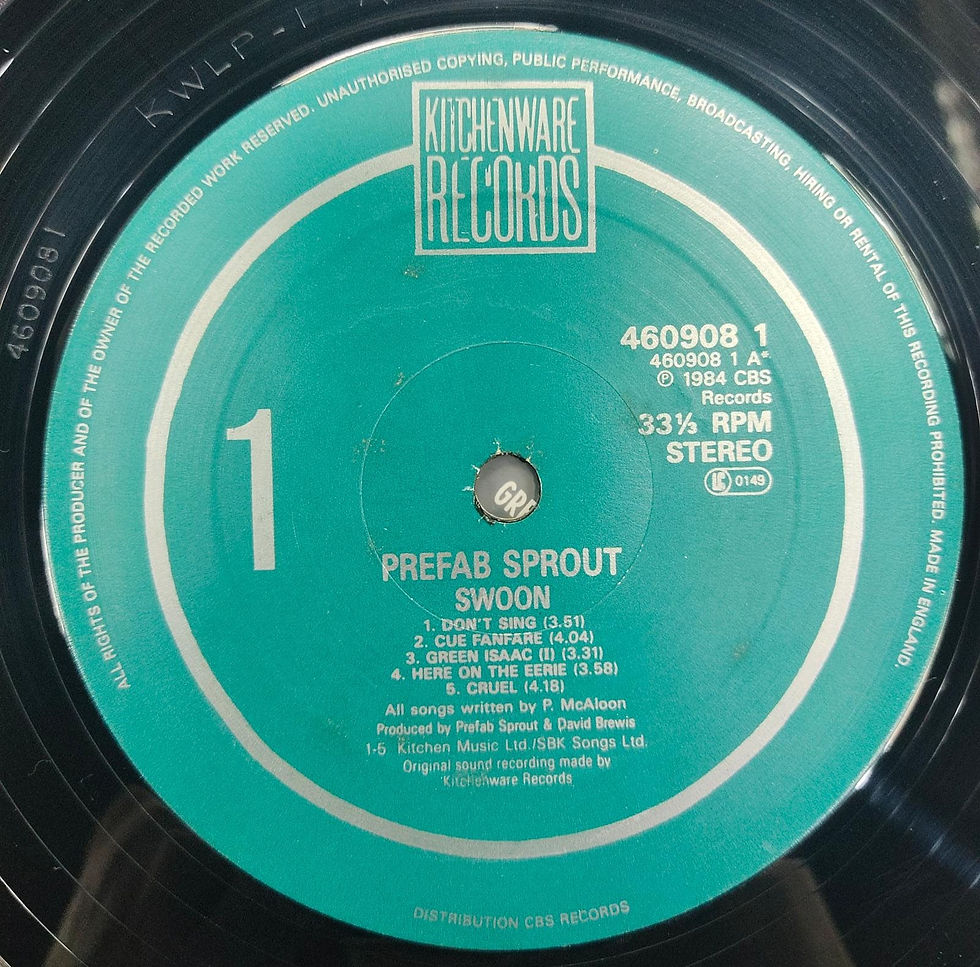 KWLP-1
4609081
ALL RIGHTS OF THE PRODUCER AND OF THE OWNER OF THE RECORDED WORK RESERVED. UNAUTHORISED COPYING, PUBLIC PERFORMANCE, BROADCASTING, HIRING OR RENTAL OF THIS RECORDING PROHIBITED. MADE IN ENGLAND.
KITCHENWARE
RECORDS
460908 1
460908 1 A*
℗ 1984 CBS
Records
33⅓ RPM
STEREO
LC 0149
1
GRE
PREFAB SPROUT
SWOON
1. DON'T SING (3.51)
2. CUE FANFARE (4.04)
3. GREEN ISAAC (I) (3.31)
4. HERE ON THE EERIE (3.58)
5. CRUEL (4.18)
All songs written by P. McAloon
Produced by Prefab Sprout & David Brewis
1-5 Kitchen Music Ltd./SBK Songs Ltd.
Original sound recording made by
Kitchenware Records
DISTRIBUTION CBS RECORDS